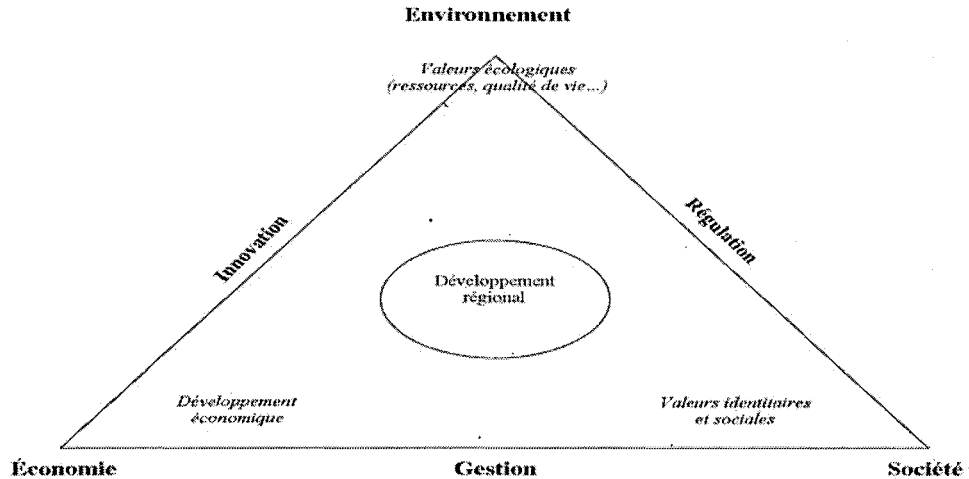 Environnement
Valeurs écologiques
(ressources, qualité de vie...)
Innovation
Régulation
Développement
régional
Développement
économique
Valeurs identitaires
et sociales
Économie
Gestion
Société